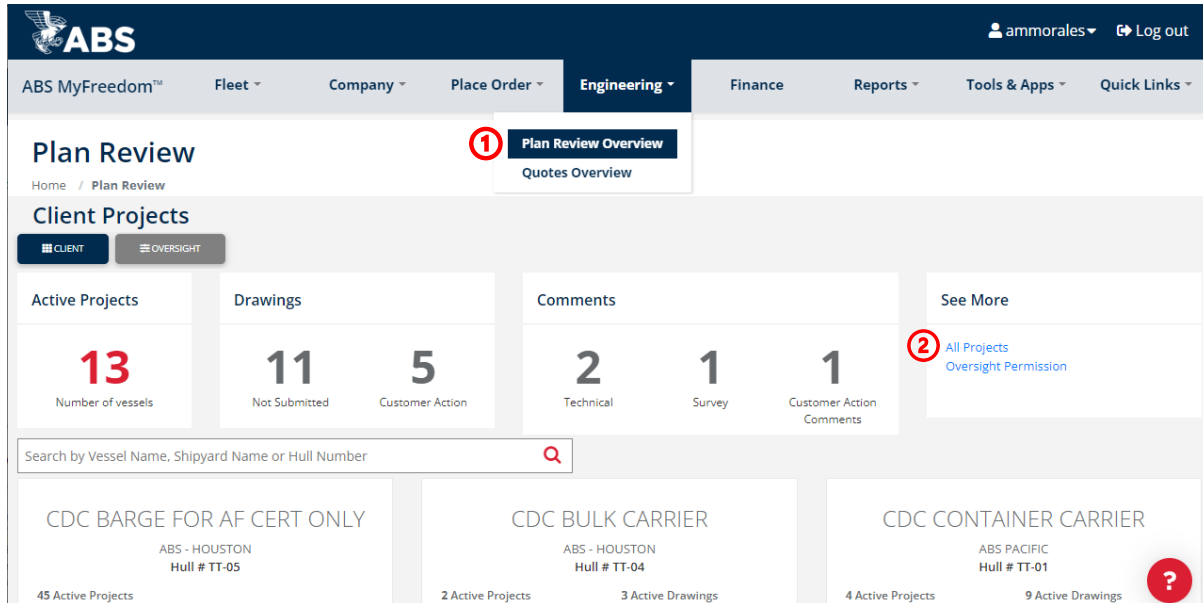 ABS
ammorales
Log out
ABS MyFreedom™
Fleet
Company
Place Order
Engineering
Finance
Reports
Tools & Apps
Quick Links
1
Plan Review Overview
Quotes Overview
Plan Review
Home / Plan Review
Client Projects
CLIENT
OVERSIGHT
Active Projects
13
Number of vessels
Drawings
11
Not Submitted
5
Customer Action
Comments
2
Technical
1
Survey
1
Customer Action
Comments
See More
2
All Projects
Oversight Permission
Search by Vessel Name, Shipyard Name or Hull Number
CDC BARGE FOR AF CERT ONLY
ABS - HOUSTON
Hull # TT-05
45 Active Projects
CDC BULK CARRIER
ABS - HOUSTON
Hull # TT-04
2 Active Projects
3 Active Drawings
CDC CONTAINER CARRIER
ABS PACIFIC
Hull # TT-01
4 Active Projects
9 Active Drawings
?